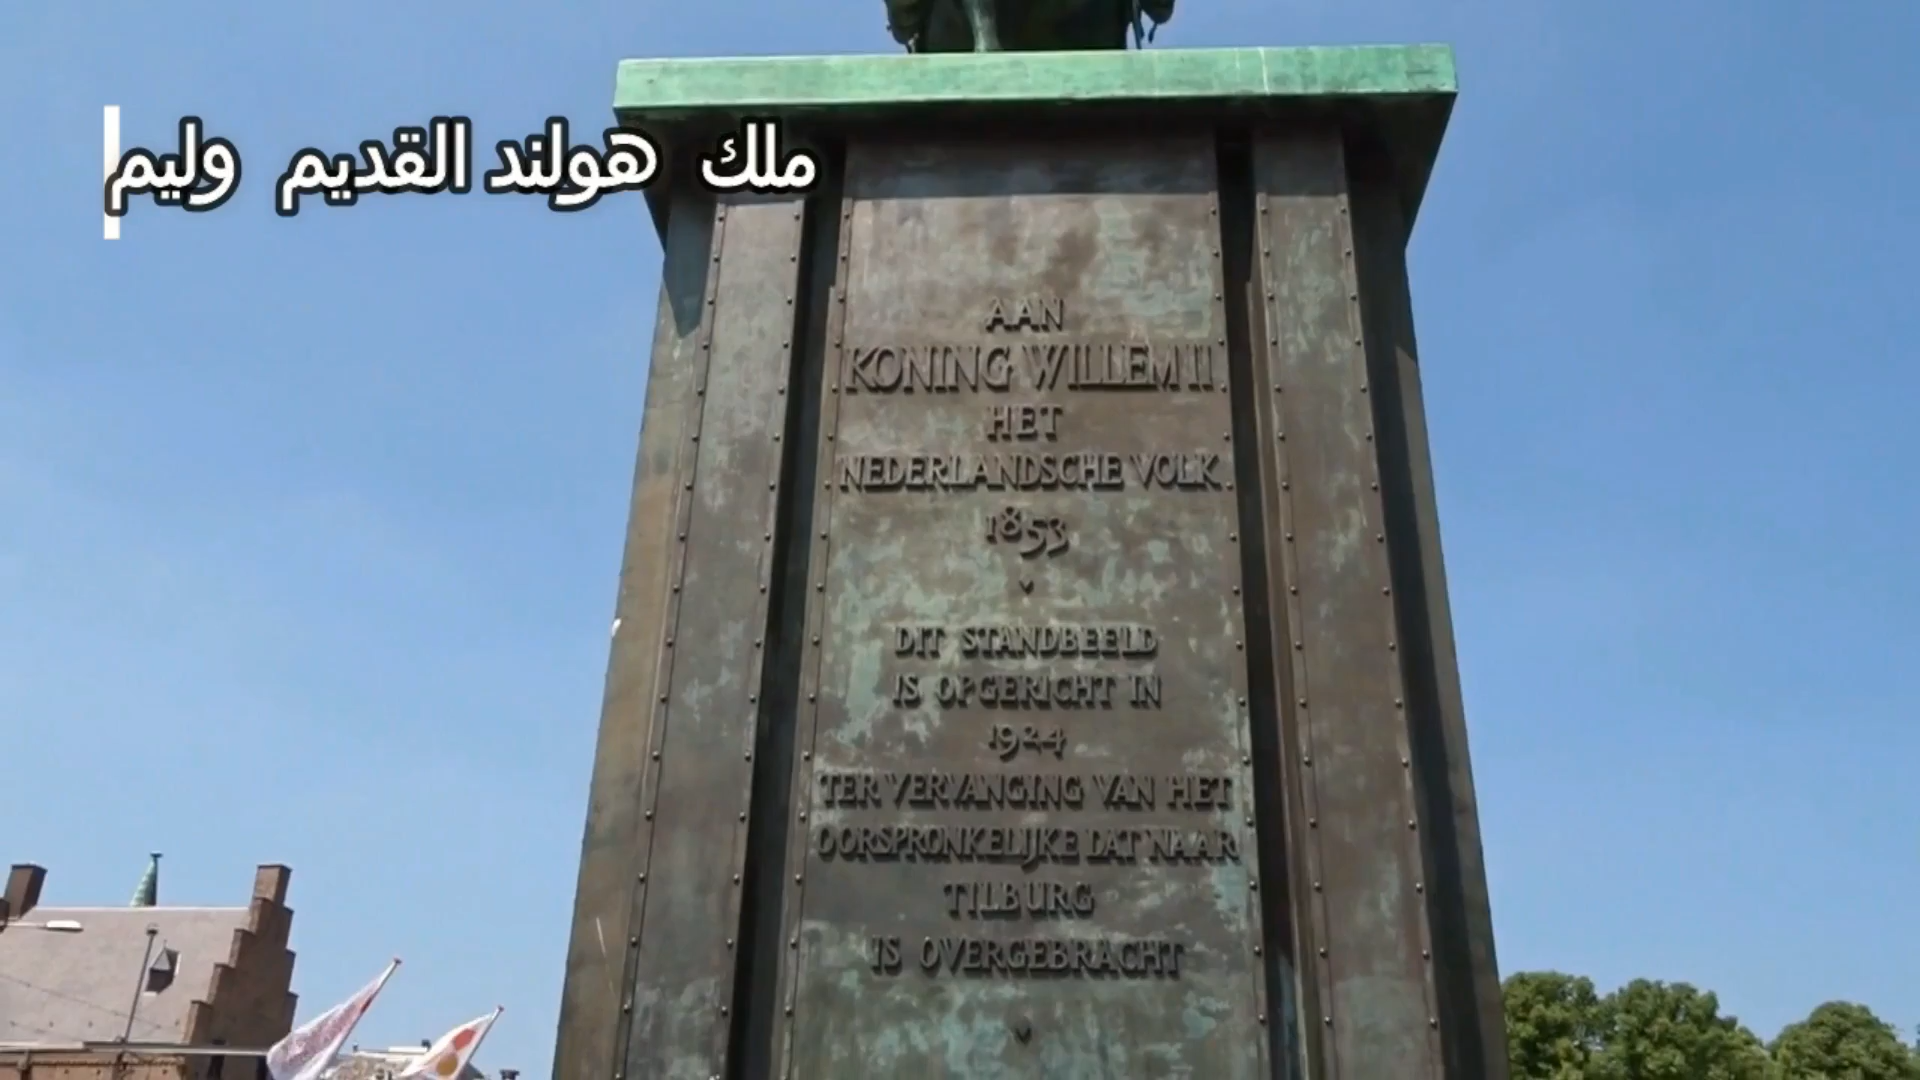 ملك هولند القديم وليم
AAN
KONING WILLEM II
HET
NEDERLANDSCHE VOLK
1853
DIT STANDBEELD
IS OPGERICHT IN
1924
TER VERVANGING VAN HET
OORSPRONKELIJKE DAT NAAR
TILBURG
IS OVERGEBRACHT